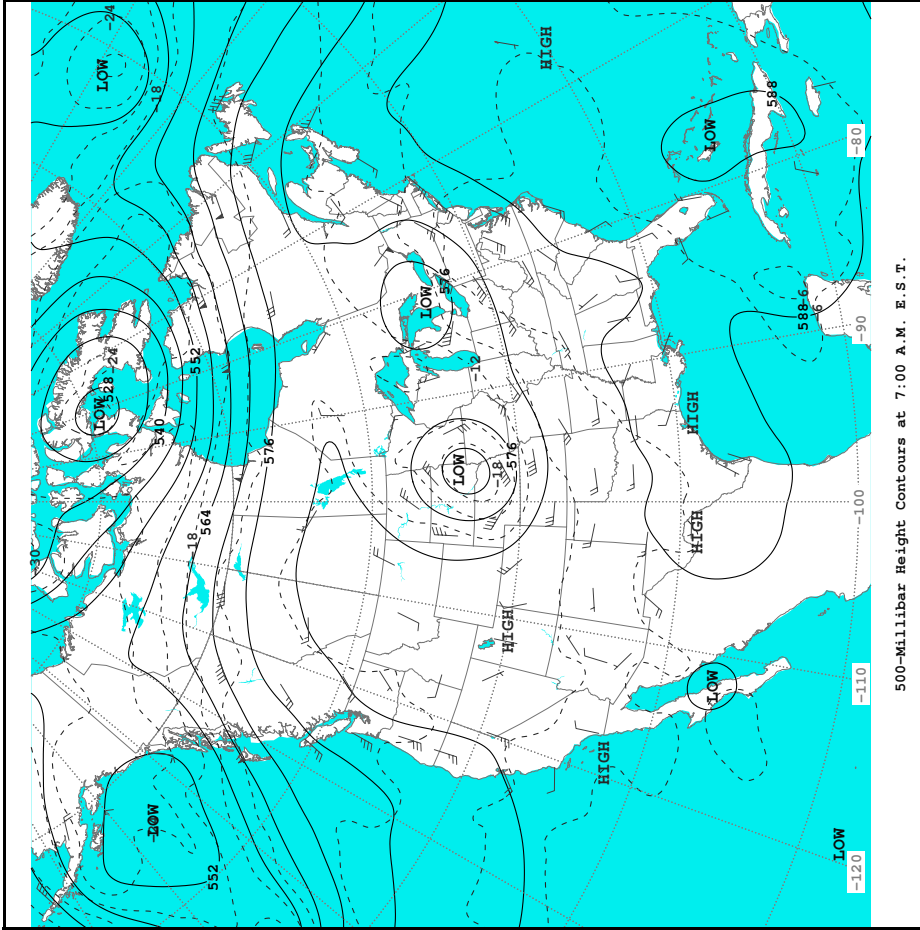 -30
LOW
528
-24
LOW
-24
LOW
540
-18
-18
552
564
552
576
LOW
576
LOW
-12
-18
576
HIGH
HIGH
HIGH
HIGH
HIGH
LOW
LOW
588
588 -6
-6
LOW
-120
-110
-100
-90
-80
500-Millibar Height Contours at 7:00 A.M. E.S.T.